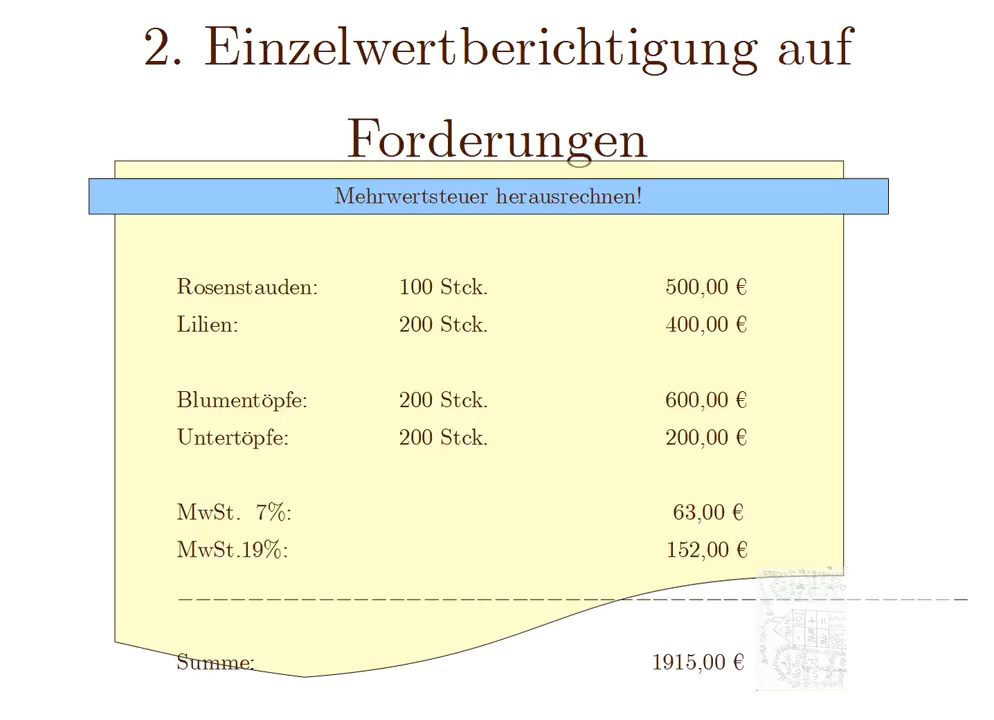 2. Einzelwertberichtigung auf
Forderungen
Mehrwertsteuer herausrechnen!
Rosenstauden: 100 Stck. 500,00 €
Lilien: 200 Stck. 400,00 €
Blumentöpfe: 200 Stck. 600,00 €
Untertöpfe: 200 Stck. 200,00 €
MwSt. 7%: 63,00 €
MwSt.19%: 152,00 €
Summe: 1915,00 €